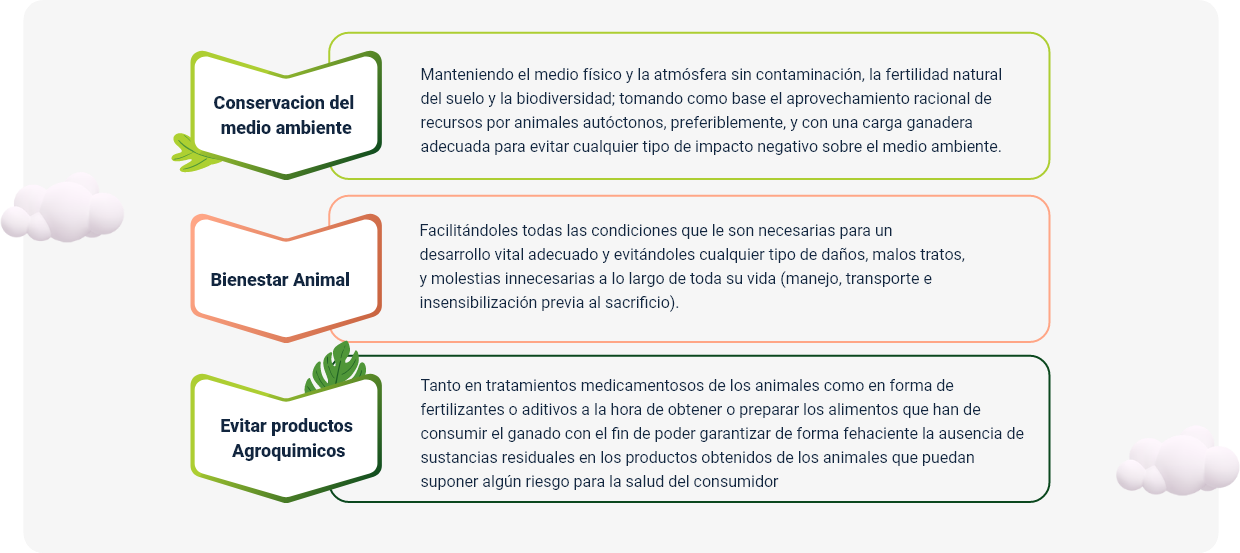 Conservacion del
medio ambiente
Manteniendo el medio físico y la atmósfera sin contaminación, la fertilidad natural
del suelo y la biodiversidad; tomando como base el aprovechamiento racional de
recursos por animales autóctonos, preferiblemente, y con una carga ganadera
adecuada para evitar cualquier tipo de impacto negativo sobre el medio ambiente.
Bienestar Animal
Facilitándoles todas las condiciones que le son necesarias para un
desarrollo vital adecuado y evitándoles cualquier tipo de daños, malos tratos,
y molestias innecesarias a lo largo de toda su vida (manejo, transporte e
insensibilización previa al sacrificio).
Evitar productos
Agroquimicos
Tanto en tratamientos medicamentosos de los animales como en forma de
fertilizantes o aditivos a la hora de obtener o preparar los alimentos que han de
consumir el ganado con el fin de poder garantizar de forma fehaciente la ausencia de
sustancias residuales en los productos obtenidos de los animales que puedan
suponer algún riesgo para la salud del consumidor